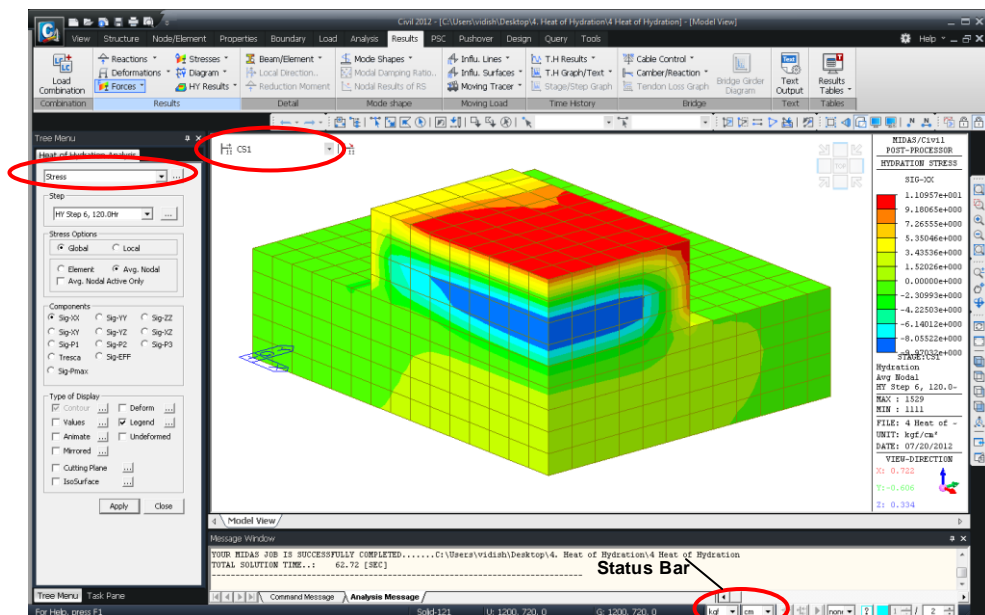 Civil 2012 - [C:\Users\vidish\Desktop\4. Heat of Hydration\4 Heat of Hydration] - [Model View]
View Structure Node/Element Properties Boundary Load Analysis Results PSC Pushover Design Query Tools Help
Load Combination
Reactions
Deformations
Forces
Stresses
Diagram
HY Results
Beam/Element
Local Direction..
Reduction Moment
Mode Shapes
Modal Damping Ratio..
Nodal Results of RS
Influ. Lines
Influ. Surfaces
Moving Tracer
T.H Results
T.H Graph/Text
Stage/Step Graph
Cable Control
Camber/Reaction
Tendon Loss Graph
Bridge Girder Diagram
Text Output
Results Tables
Combination Results Detail Mode shape Moving Load Time History Bridge Text Tables
Tree Menu
Heat of Hydration Analysis
Stress
Step
HY Step 6, 120.0Hr
Stress Options
Global Local
Element Avg. Nodal
Avg. Nodal Active Only
Components
Sig-XX Sig-YY Sig-ZZ
Sig-XY Sig-YZ Sig-XZ
Sig-P1 Sig-P2 Sig-P3
Tresca Sig-EFF
Sig-Pmax
Type of Display
Contour ... Deform ...
Values ... Legend ...
Animate ... Undeformed
Mirrored ...
Cutting Plane ...
IsoSurface ...
Apply Close
CS1
TOP
MIDAS/Civil
POST-PROCESSOR
HYDRATION STRESS
SIG-XX
1.10957e+001
9.18065e+000
7.26555e+000
5.35046e+000
3.43536e+000
1.52026e+000
0.00000e+000
-2.30993e+000
-4.22503e+000
-6.14012e+000
-8.05522e+000
-9.97032e+000
STAGE:CS1
Hydration
Avg Nodal
HY Step 6, 120.0~
MAX : 1529
MIN : 1111
FILE: 4 Heat of ~
UNIT: kgf/cm²
DATE: 07/20/2012
VIEW-DIRECTION
X: 0.722
Y:-0.606
Z: 0.334
Model View
Message Window
YOUR MIDAS JOB IS SUCCESSFULLY COMPLETED.......C:\Users\vidish\Desktop\4. Heat of Hydration\4 Heat of Hydration
TOTAL SOLUTION TIME..: 62.72 [SEC]
Status Bar
Command Message Analysis Message
Tree Menu Task Pane
For Help, press F1 Solid-121 U: 1200, 720, 0 G: 1200, 720, 0 kgf cm 1 / 2